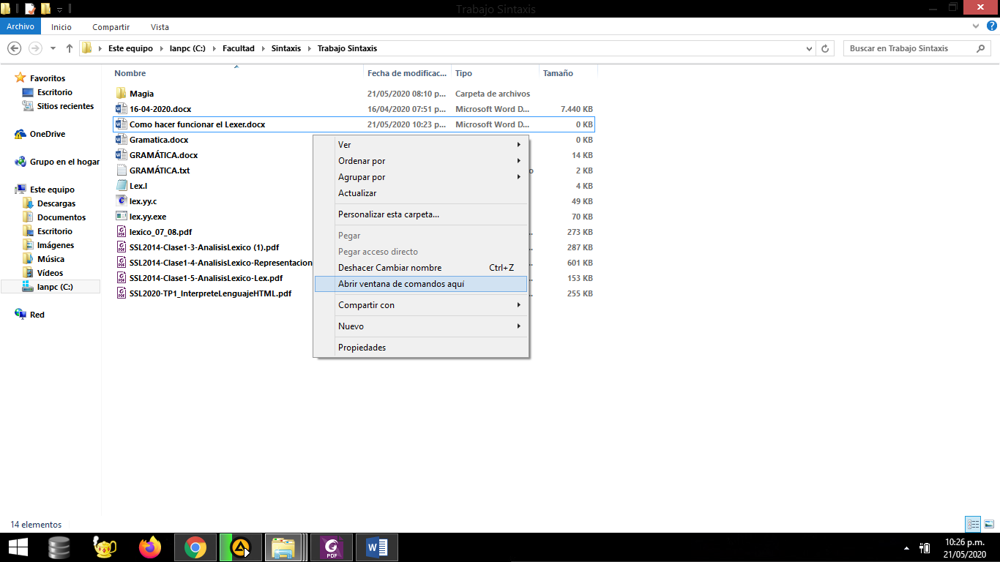 Trabajo Sintaxis
Archivo Inicio Compartir Vista
Este equipo Ianpc (C:) Facultad Sintaxis Trabajo Sintaxis
Buscar en Trabajo Sintaxis
Favoritos
Escritorio
Sitios recientes
OneDrive
Grupo en el hogar
Este equipo
Descargas
Documentos
Escritorio
Imágenes
Música
Vídeos
Ianpc (C:)
Red
Nombre Fecha de modificac... Tipo Tamaño
Magia 21/05/2020 08:10 p... Carpeta de archivos
16-04-2020.docx 16/04/2020 07:51 p... Microsoft Word D... 7.440 KB
Como hacer funcionar el Lexer.docx 21/05/2020 10:23 p... Microsoft Word D... 0 KB
Gramatica.docx 0 KB
GRAMÁTICA.docx 14 KB
GRAMÁTICA.txt 2 KB
Lex.l 4 KB
lex.yy.c 49 KB
lex.yy.exe 70 KB
lexico_07_08.pdf 273 KB
SSL2014-Clase1-3-AnalisisLexico (1).pdf 287 KB
SSL2014-Clase1-4-AnalisisLexico-Representacion 601 KB
SSL2014-Clase1-5-AnalisisLexico-Lex.pdf 153 KB
SSL2020-TP1_InterpreteLenguajeHTML.pdf 255 KB
Ver
Ordenar por
Agrupar por
Actualizar
Personalizar esta carpeta...
Pegar
Pegar acceso directo
Deshacer Cambiar nombre Ctrl+Z
Abrir ventana de comandos aquí
Compartir con
Nuevo
Propiedades
14 elementos
PDF
10:26 p.m.
21/05/2020